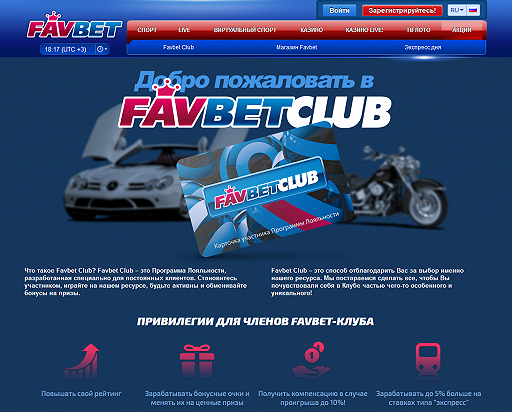 FAVBET
Войти
Зарегистрируйтесь!
RU
18:17 (UTC +3)
СПОРТ LIVE ВИРТУАЛЬНЫЙ СПОРТ КАЗИНО КАЗИНО LIVE! ТВ ЛОТО АКЦИИ
Favbet Club Магазин Favbet Экспресс дня
Добро пожаловать в
FAVBETCLUB
FAVBETCLUB
Карточка участника Программы Лояльности
Что такое Favbet Club? Favbet Club – это Программа Лояльности,
разработанная специально для постоянных клиентов. Становитесь
участником, играйте на нашем ресурсе, будьте активны и обменивайте
бонусы на призы.
Favbet Club – это способ отблагодарить Вас за выбор именно
нашего ресурса. Мы постараемся сделать все, чтобы Вы
почувствовали себя в Клубе частью чего-то особенного и
уникального!
ПРИВИЛЕГИИ ДЛЯ ЧЛЕНОВ FAVBET-КЛУБА
Повышать свой рейтинг
Зарабатывать бонусные очки и
менять их на ценные призы
Получить компенсацию в случае
проигрыша до 10%!
Зарабатывать до 5% больше на
ставках типа "экспресс"